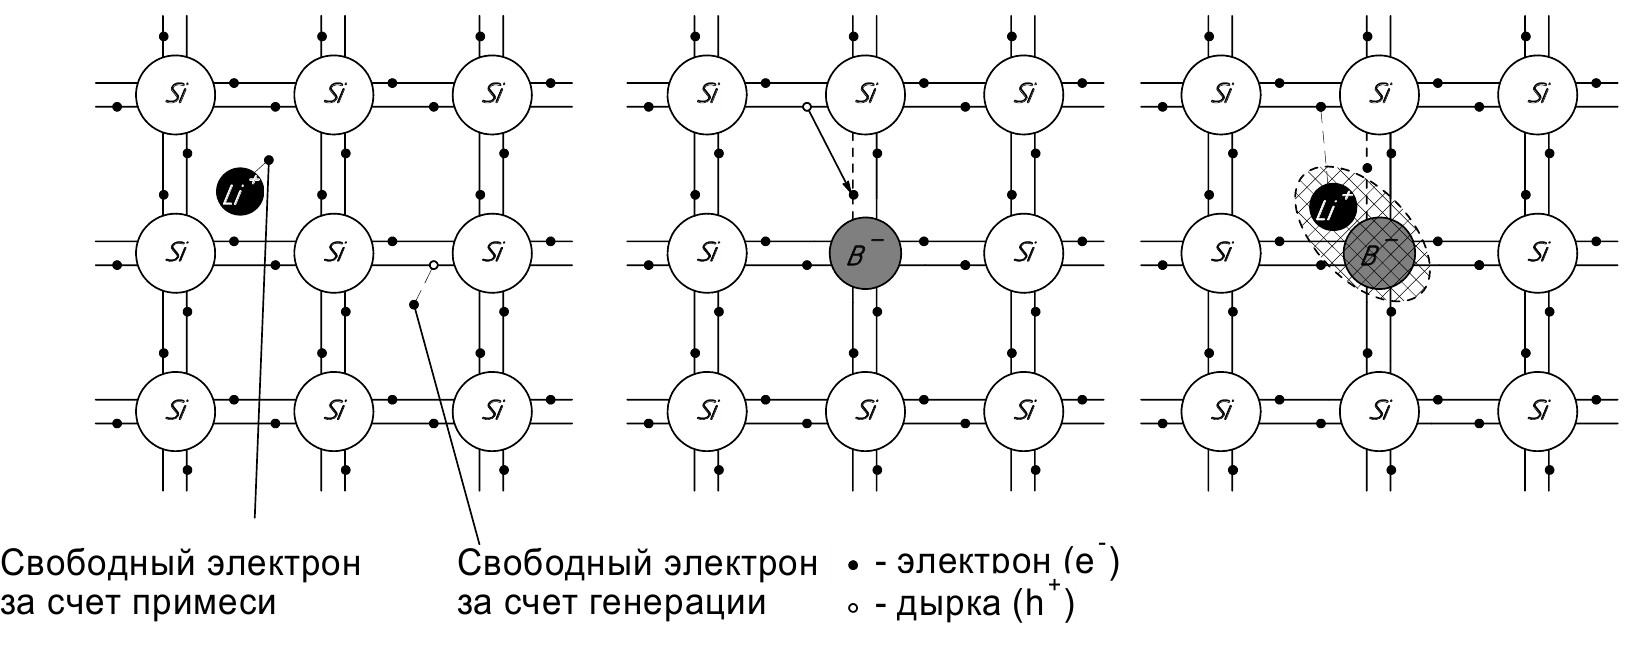 Si Si Si Si Si Si Si Si Si
Li⁺
Si Si Si Si B⁻ Si Si Li⁺ B⁻ Si
Si Si Si Si Si Si Si Si Si
Свободный электрон
за счет примеси
Свободный электрон
за счет генерации
- электрон (e⁻)
- дырка (h⁺)